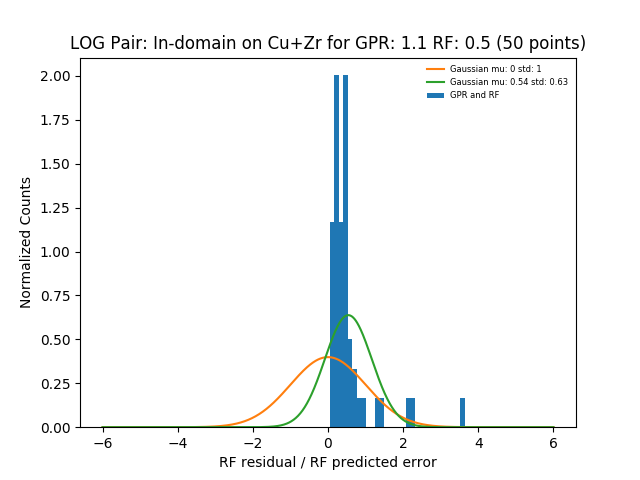 LOG Pair: In-domain on Cu+Zr for GPR: 1.1 RF: 0.5 (50 points)
Gaussian mu: 0 std: 1
Gaussian mu: 0.54 std: 0.63
GPR and RF
Normalized Counts
2.00
1.75
1.50
1.25
1.00
0.75
0.50
0.25
0.00
−6 −4 −2 0 2 4 6
RF residual / RF predicted error